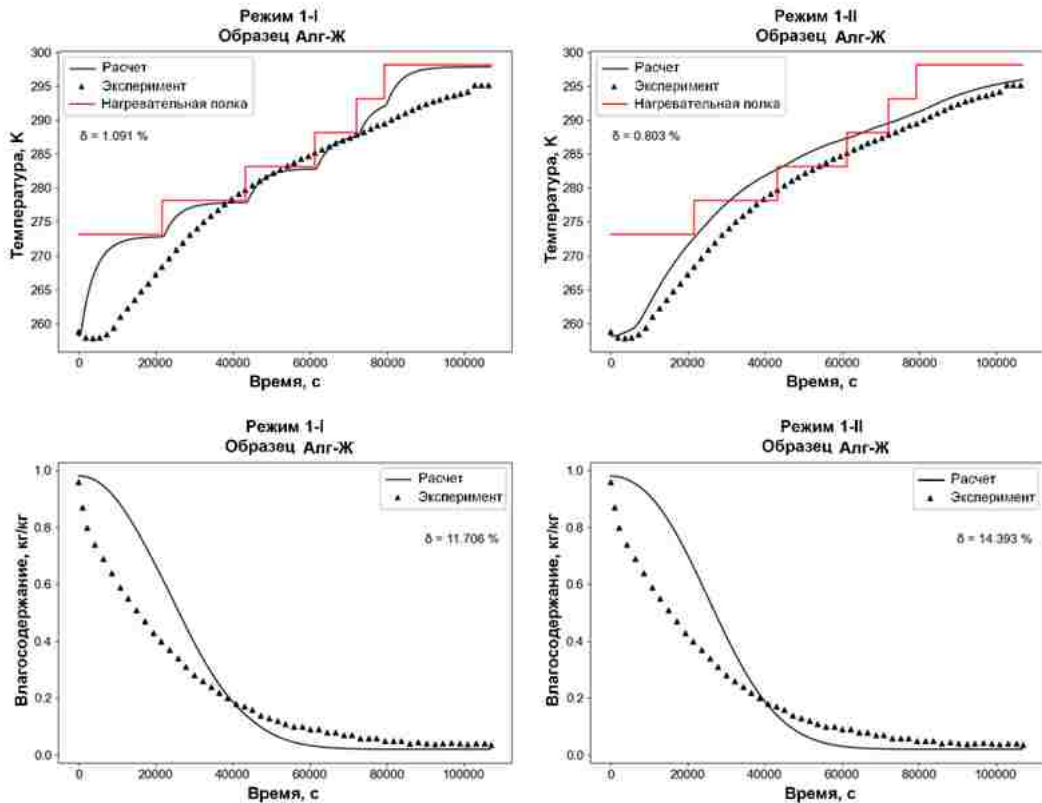 Режим 1-I
Образец Алг-Ж
300
295
290
285
280
275
270
265
260
Температура, К
Расчет
Эксперимент
Нагревательная полка
δ = 1.091 %
0
20000
40000
60000
80000
100000
Время, с
Режим 1-II
Образец Алг-Ж
300
295
290
285
280
275
270
265
260
Температура, К
Расчет
Эксперимент
Нагревательная полка
δ = 0.803 %
0
20000
40000
60000
80000
100000
Время, с
Режим 1-I
Образец Алг-Ж
1.0
0.8
0.6
0.4
0.2
0.0
Влагосодержание, кг/кг
Расчет
Эксперимент
δ = 11.706 %
0
20000
40000
60000
80000
100000
Время, с
Режим 1-II
Образец Алг-Ж
1.0
0.8
0.6
0.4
0.2
0.0
Влагосодержание, кг/кг
Расчет
Эксперимент
δ = 14.393 %
0
20000
40000
60000
80000
100000
Время, с